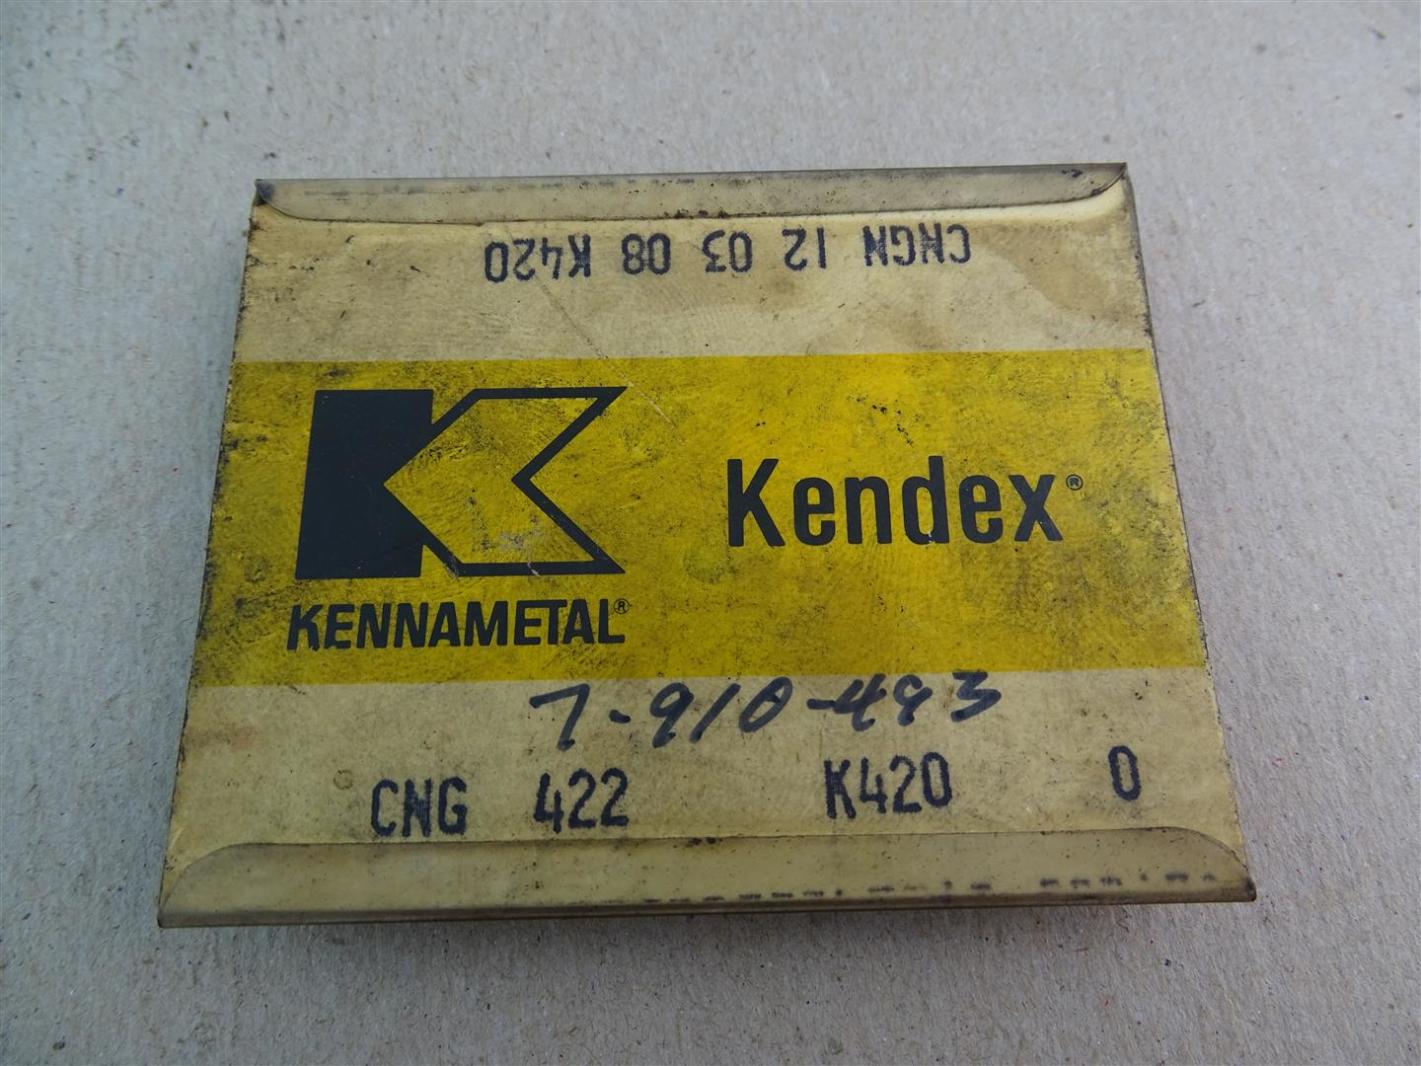 CNGN 12 03 08 K420
Kendex®
KENNAMETAL®
7-910-493
CNG 422 K420 0